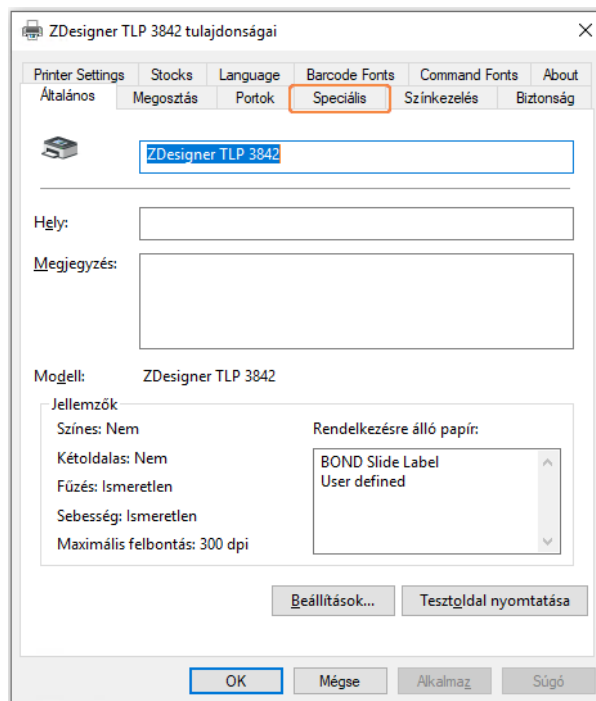 ZDesigner TLP 3842 tulajdonságai
Printer Settings Stocks Language Barcode Fonts Command Fonts About
Általános Megosztás Portok Speciális Színkezelés Biztonság
ZDesigner TLP 3842
Hely:
Megjegyzés:
Modell: ZDesigner TLP 3842
Jellemzők
Színes: Nem
Kétoldalas: Nem
Fűzés: Ismeretlen
Sebesség: Ismeretlen
Maximális felbontás: 300 dpi
Rendelkezésre álló papír:
BOND Slide Label
User defined
Beállítások... Tesztoldal nyomtatása
OK Mégse Alkalmaz Súgó